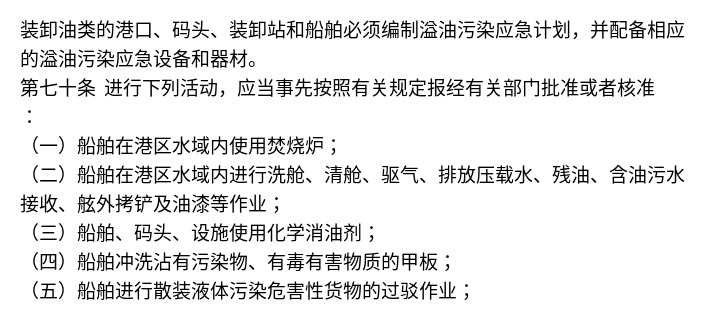 装卸油类的港口、码头、装卸站和船舶必须编制溢油污染应急计划，并配备相应
的溢油污染应急设备和器材。
第七十条 进行下列活动，应当事先按照有关规定报经有关部门批准或者核准
：
（一）船舶在港区水域内使用焚烧炉；
（二）船舶在港区水域内进行洗舱、清舱、驱气、排放压载水、残油、含油污水
接收、舷外拷铲及油漆等作业；
（三）船舶、码头、设施使用化学消油剂；
（四）船舶冲洗沾有污染物、有毒有害物质的甲板；
（五）船舶进行散装液体污染危害性货物的过驳作业；